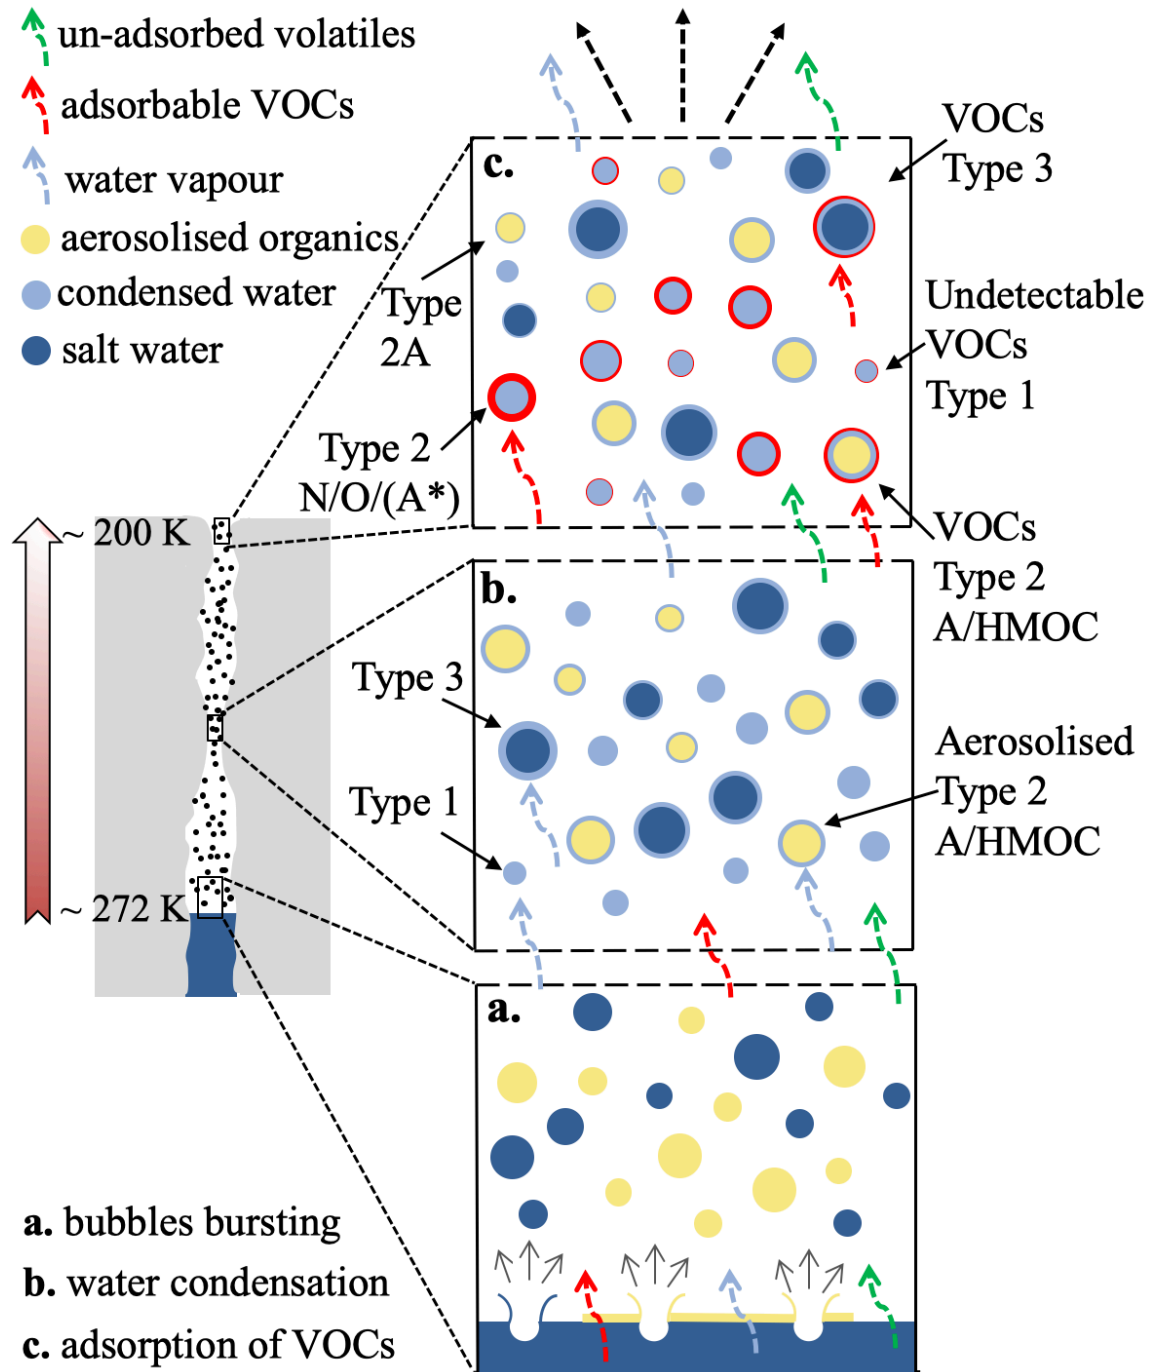 un-adsorbed volatiles
adsorbable VOCs
water vapour
aerosolised organics
condensed water
salt water
c.
VOCs
Type 3
Type
2A
Undetectable
VOCs
Type 1
Type 2
N/O/(A*)
VOCs
Type 2
A/HMOC
~ 200 K
b.
Type 3
Type 1
Aerosolised
Type 2
A/HMOC
~ 272 K
a.
a. bubbles bursting
b. water condensation
c. adsorption of VOCs